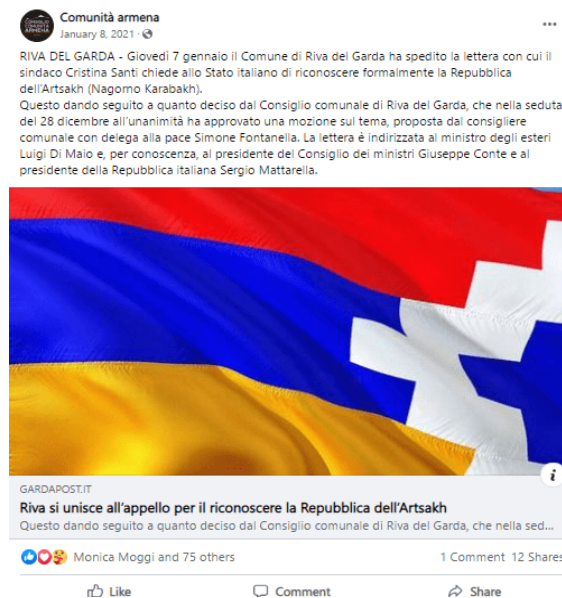 CONSIGLIO
COMUNITÀ
ARMENA
Comunità armena
January 8, 2021 ·
RIVA DEL GARDA - Giovedì 7 gennaio il Comune di Riva del Garda ha spedito la lettera con cui il
sindaco Cristina Santi chiede allo Stato italiano di riconoscere formalmente la Repubblica
dell'Artsakh (Nagorno Karabakh).
Questo dando seguito a quanto deciso dal Consiglio comunale di Riva del Garda, che nella seduta
del 28 dicembre all'unanimità ha approvato una mozione sul tema, proposta dal consigliere
comunale con delega alla pace Simone Fontanella. La lettera è indirizzata al ministro degli esteri
Luigi Di Maio e, per conoscenza, al presidente del Consiglio dei ministri Giuseppe Conte e al
presidente della Repubblica italiana Sergio Mattarella.
i
GARDAPOST.IT
Riva si unisce all'appello per il riconoscere la Repubblica dell'Artsakh
Questo dando seguito a quanto deciso dal Consiglio comunale di Riva del Garda, che nella sed...
Monica Moggi and 75 others 1 Comment 12 Shares
Like Comment Share